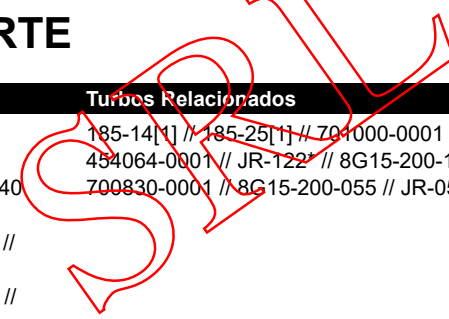 RTE
Turbos Relacionados
185-14[1] // 185-25[1] // 701000-0001
454064-0001 // JR-122* // 8G15-200-1
40 700830-0001 // 8G15-200-055 // JR-05
//
//
SRL